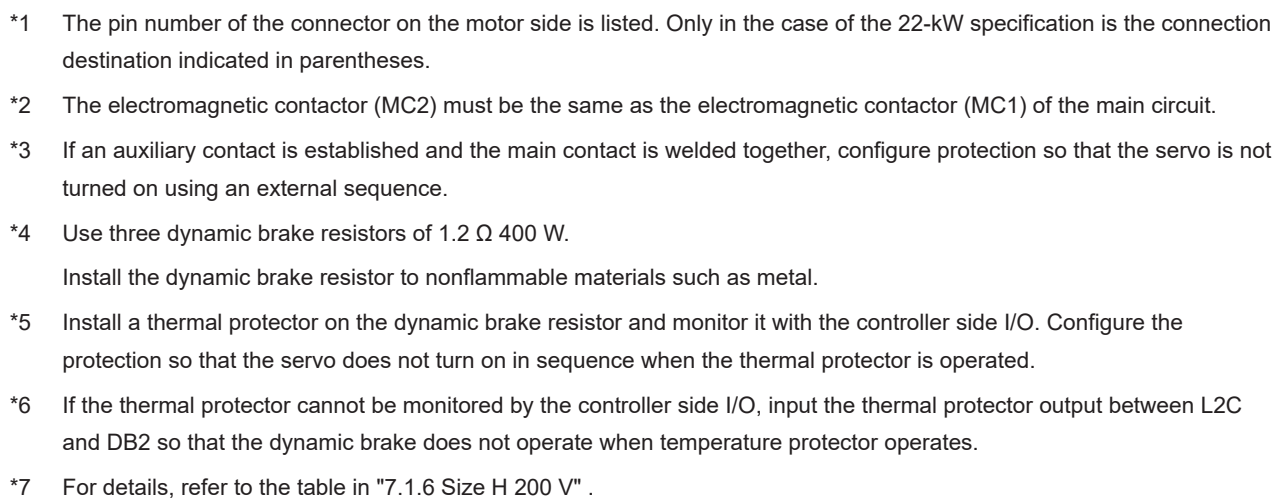 *1 The pin number of the connector on the motor side is listed. Only in the case of the 22-kW specification is the connection
destination indicated in parentheses.
*2 The electromagnetic contactor (MC2) must be the same as the electromagnetic contactor (MC1) of the main circuit.
*3 If an auxiliary contact is established and the main contact is welded together, configure protection so that the servo is not
turned on using an external sequence.
*4 Use three dynamic brake resistors of 1.2 Ω 400 W.
Install the dynamic brake resistor to nonflammable materials such as metal.
*5 Install a thermal protector on the dynamic brake resistor and monitor it with the controller side I/O. Configure the
protection so that the servo does not turn on in sequence when the thermal protector is operated.
*6 If the thermal protector cannot be monitored by the controller side I/O, input the thermal protector output between L2C
and DB2 so that the dynamic brake does not operate when temperature protector operates.
*7 For details, refer to the table in "7.1.6 Size H 200 V" .